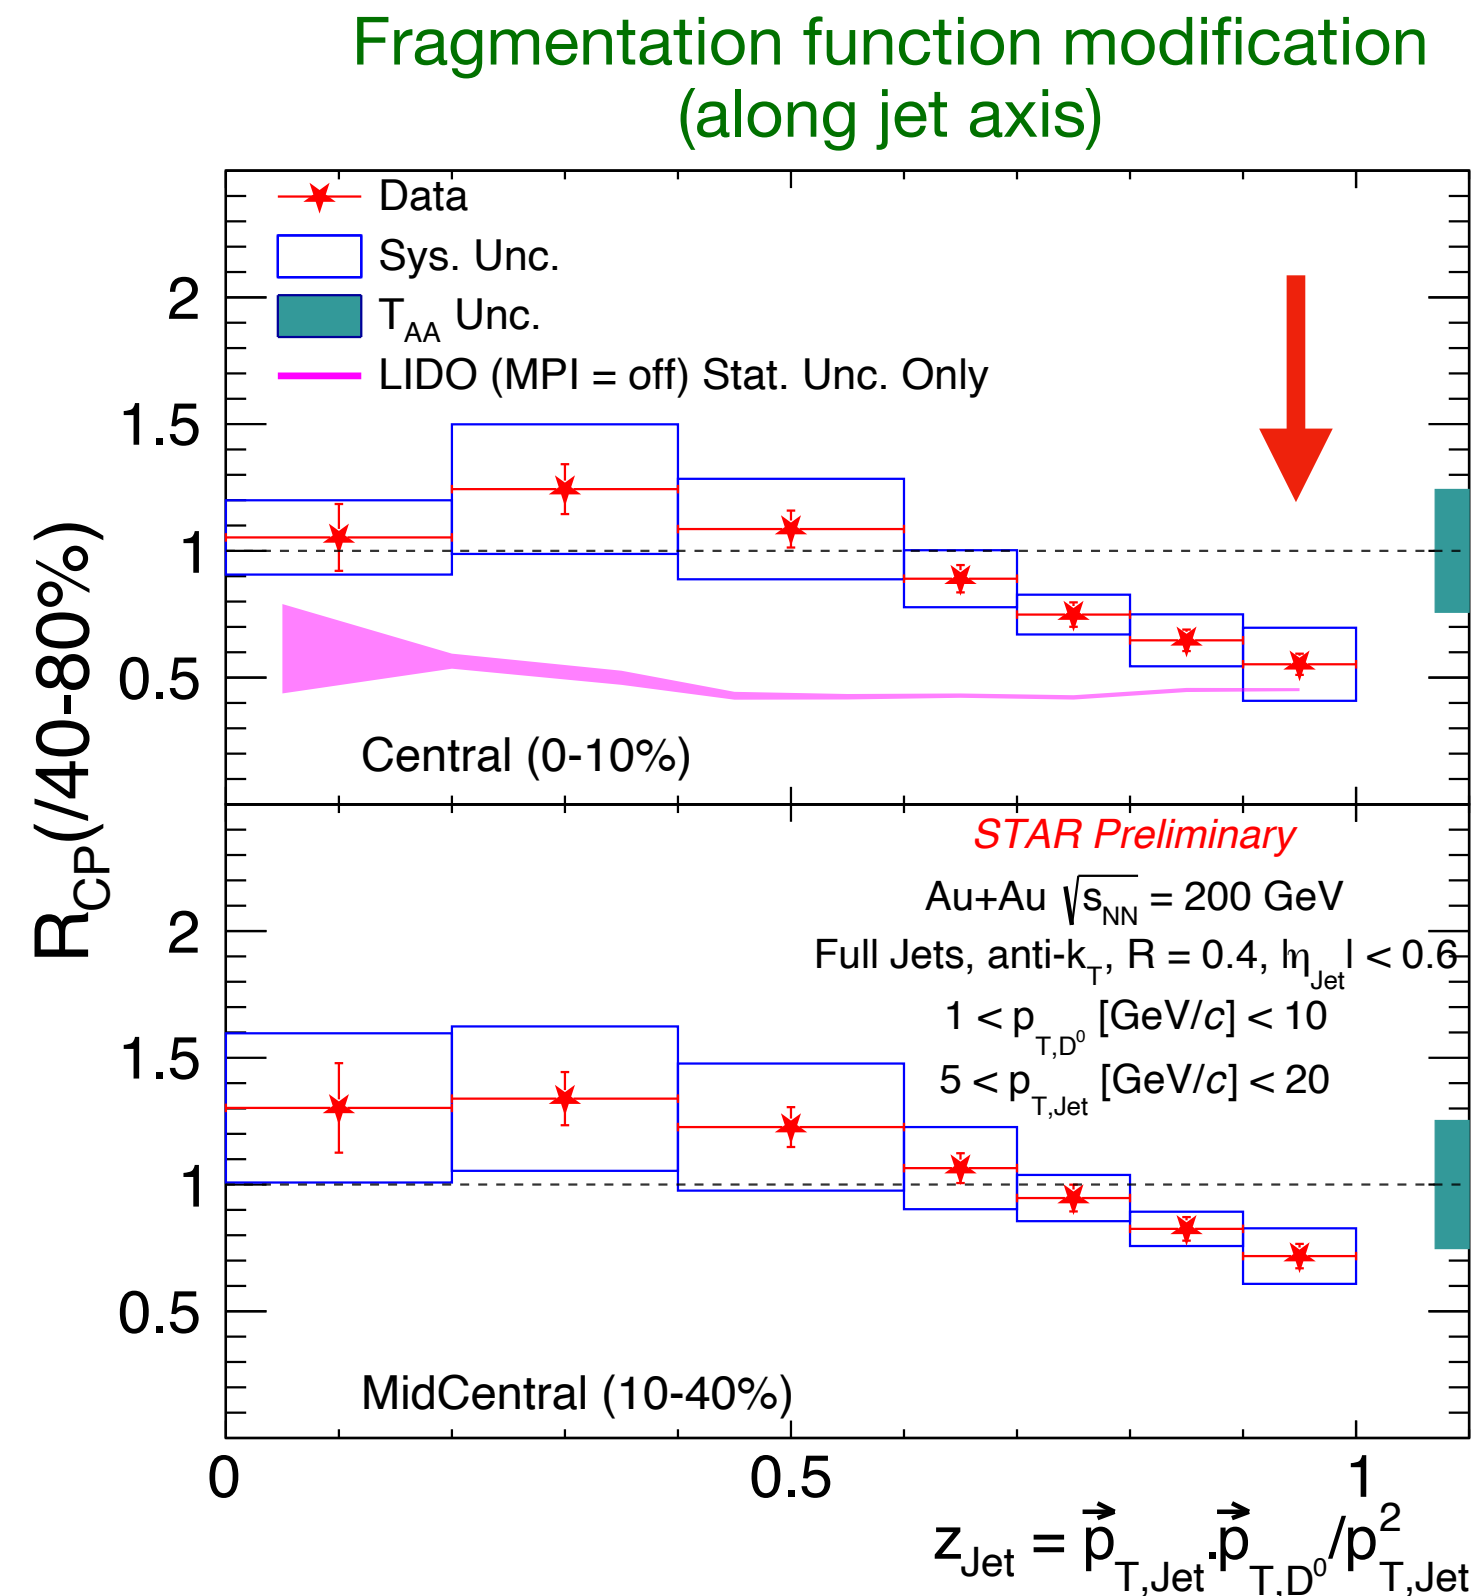 Fragmentation function modification
(along jet axis)
Data
Sys. Unc.
T_AA Unc.
LIDO (MPI = off) Stat. Unc. Only
2
1.5
1
0.5
Central (0-10%)
R_CP(/40-80%)
STAR Preliminary
Au+Au √s_NN = 200 GeV
Full Jets, anti-k_T, R = 0.4, |η_Jet| < 0.6
1 < p_T,D⁰ [GeV/c] < 10
5 < p_T,Jet [GeV/c] < 20
2
1.5
1
0.5
MidCentral (10-40%)
0 0.5 1
z_Jet = p⃗_T,Jet.p⃗_T,D⁰/p²_T,Jet